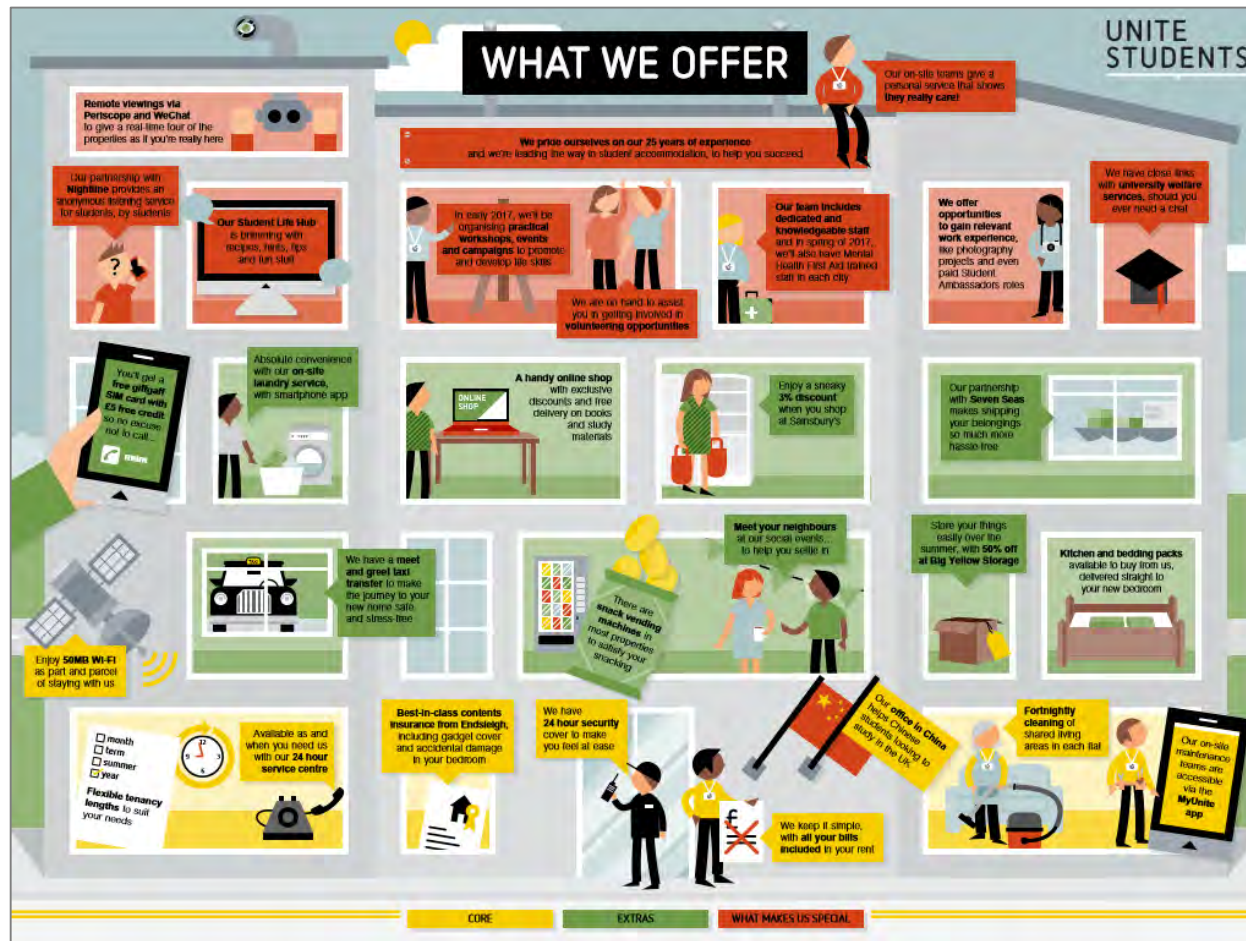 WHAT WE OFFER
UNITE
STUDENTS
Our on-site teams give a
personal service that shows
they really care!
Remote viewings via
Periscope and WeChat
to give a real-time tour of the
properties as if you're really here
We pride ourselves on our 25 years of experience
and we're leading the way in student accommodation, to help you succeed
Our partnership with
Nightline provides an
anonymous listening service
for students, by students
?
Our Student Life Hub
is brimming with
recipes, hints, tips
and fun stuff
In early 2017, we'll be
organising practical
workshops, events
and campaigns to promote
and develop life skills
We are on hand to assist
you in getting involved in
volunteering opportunities
Our team includes
dedicated and
knowledgeable staff
and in spring of 2017,
we'll also have Mental
Health First Aid trained
staff in each city
We offer
opportunities
to gain relevant
work experience,
like photography
projects and even
paid Student
Ambassadors roles
We have close links
with university welfare
services, should you
ever need a chat
You'll get a
free giffgaff
SIM card with
£5 free credit
so no excuse
not to call...
mum
Absolute convenience
with our on-site
laundry service,
with smartphone app
ONLINE
SHOP
A handy online shop
with exclusive
discounts and free
delivery on books
and study
materials
Enjoy a sneaky
3% discount
when you shop
at Sainsbury's
Our partnership
with Seven Seas
makes shipping
your belongings
so much more
hassle free
TAXI
We have a meet
and greet taxi
transfer to make
the journey to your
new home safe
and stress-free
There are
snack vending
machines in
most properties
to satisfy your
snacking
Meet your neighbours
at our social events...
to help you settle in
Store your things
easily over the
summer, with 50% off
at Big Yellow Storage
Kitchen and bedding packs
available to buy from us,
delivered straight to
your new bedroom
Enjoy 50MB WI-FI
as part and parcel
of staying with us
month
term
summer
year
Flexible tenancy
lengths to suit
your needs
12
3
6
9
Available as and
when you need us
with our 24 hour
service centre
Best-in-class contents
insurance from Endsleigh,
including gadget cover
and accidental damage
in your bedroom
We have
24 hour security
cover to make
you feel at ease
Our office in China
helps Chinese
students looking to
study in the UK
£
We keep it simple,
with all your bills
included in your rent
Fortnightly
cleaning of
shared living
areas in each flat
Our on-site
maintenance
teams are
accessible
via the
MyUnite
app
CORE
EXTRAS
WHAT MAKES US SPECIAL